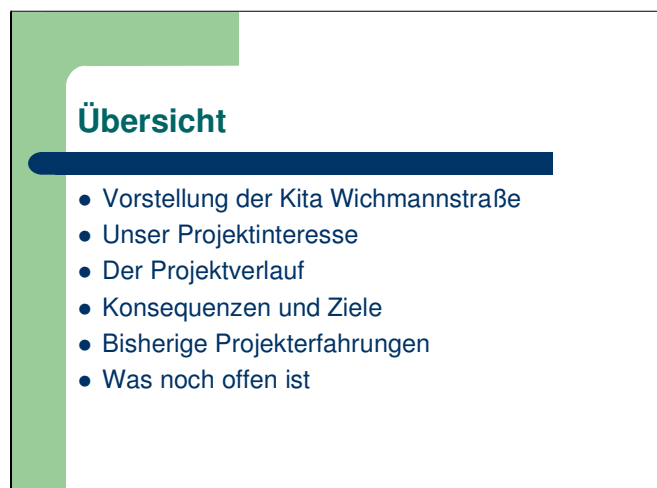 Übersicht
● Vorstellung der Kita Wichmannstraße
● Unser Projektinteresse
● Der Projektverlauf
● Konsequenzen und Ziele
● Bisherige Projekterfahrungen
● Was noch offen ist